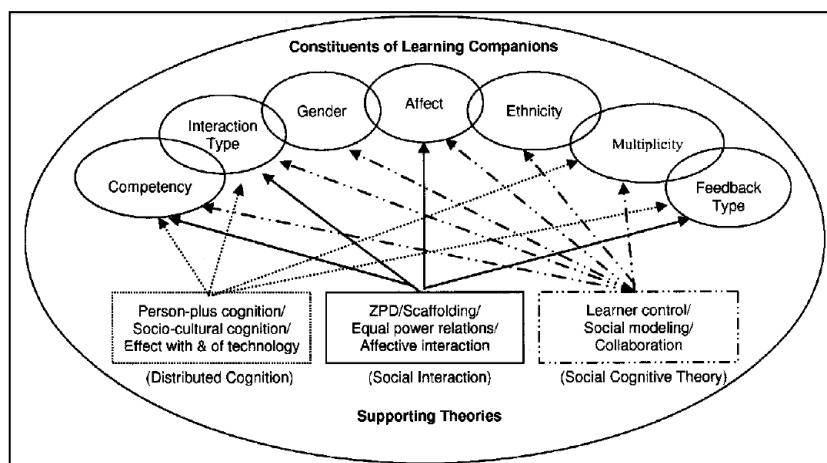 Constituents of Learning Companions
Affect
Gender
Ethnicity
Interaction
Type
Multiplicity
Competency
Feedback
Type
Person-plus cognition/
Socio-cultural cognition/
Effect with & of technology
ZPD/Scaffolding/
Equal power relations/
Affective interaction
Learner control/
Social modeling/
Collaboration
(Distributed Cognition)
(Social Interaction)
(Social Cognitive Theory)
Supporting Theories